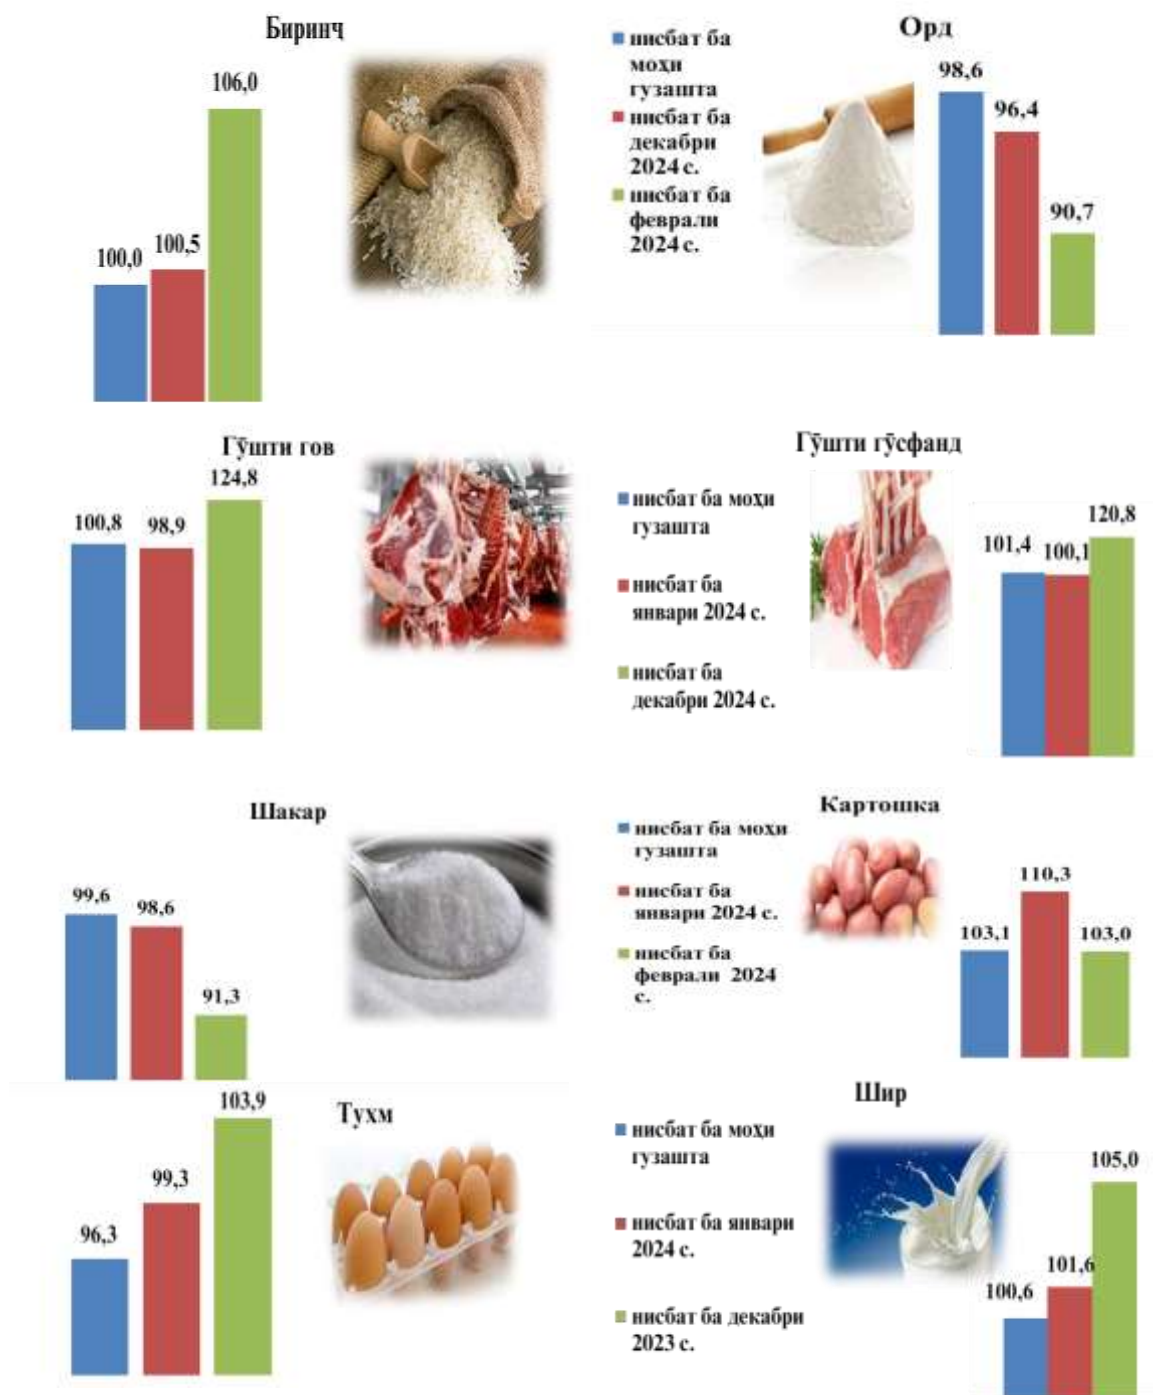 Биринҷ
106,0
100,5
100,0
нисбат ба
моҳи
гузашта
нисбат ба
декабри
2024 с.
нисбат ба
феврали
2024 с.
Орд
98,6
96,4
90,7
Гӯшти гов
124,8
100,8
98,9
нисбат ба моҳи
гузашта
нисбат ба
январи 2024 с.
нисбат ба
декабри 2024 с.
Гӯшти гӯсфанд
120,8
101,4
100,1
Шакар
99,6
98,6
91,3
нисбат ба моҳи
гузашта
нисбат ба
январи 2024 с.
нисбат ба
феврали 2024
с.
Картошка
110,3
103,1
103,0
Тухм
103,9
99,3
96,3
нисбат ба моҳи
гузашта
нисбат ба январи
2024 с.
нисбат ба декабри
2023 с.
Шир
105,0
101,6
100,6